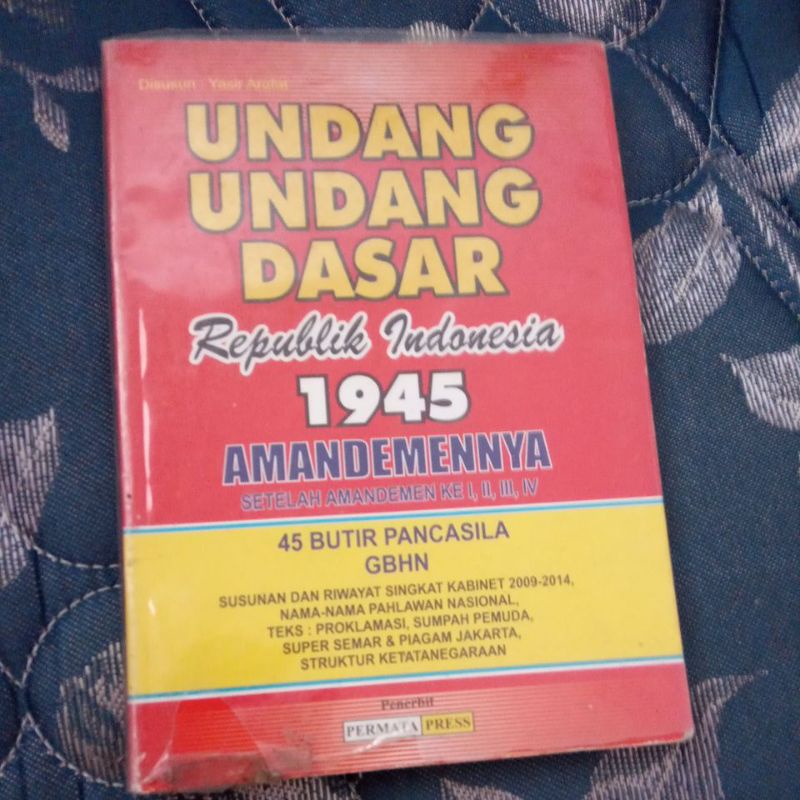 Disusun : Yasir Arafat
UNDANG
UNDANG
DASAR
Republik Indonesia
1945
AMANDEMENNYA
SETELAH AMANDEMEN KE I, II, III, IV
45 BUTIR PANCASILA
GBHN
SUSUNAN DAN RIWAYAT SINGKAT KABINET 2009-2014,
NAMA-NAMA PAHLAWAN NASIONAL,
TEKS : PROKLAMASI, SUMPAH PEMUDA,
SUPER SEMAR & PIAGAM JAKARTA,
STRUKTUR KETATANEGARAAN
Penerbit
PERMATA PRESS